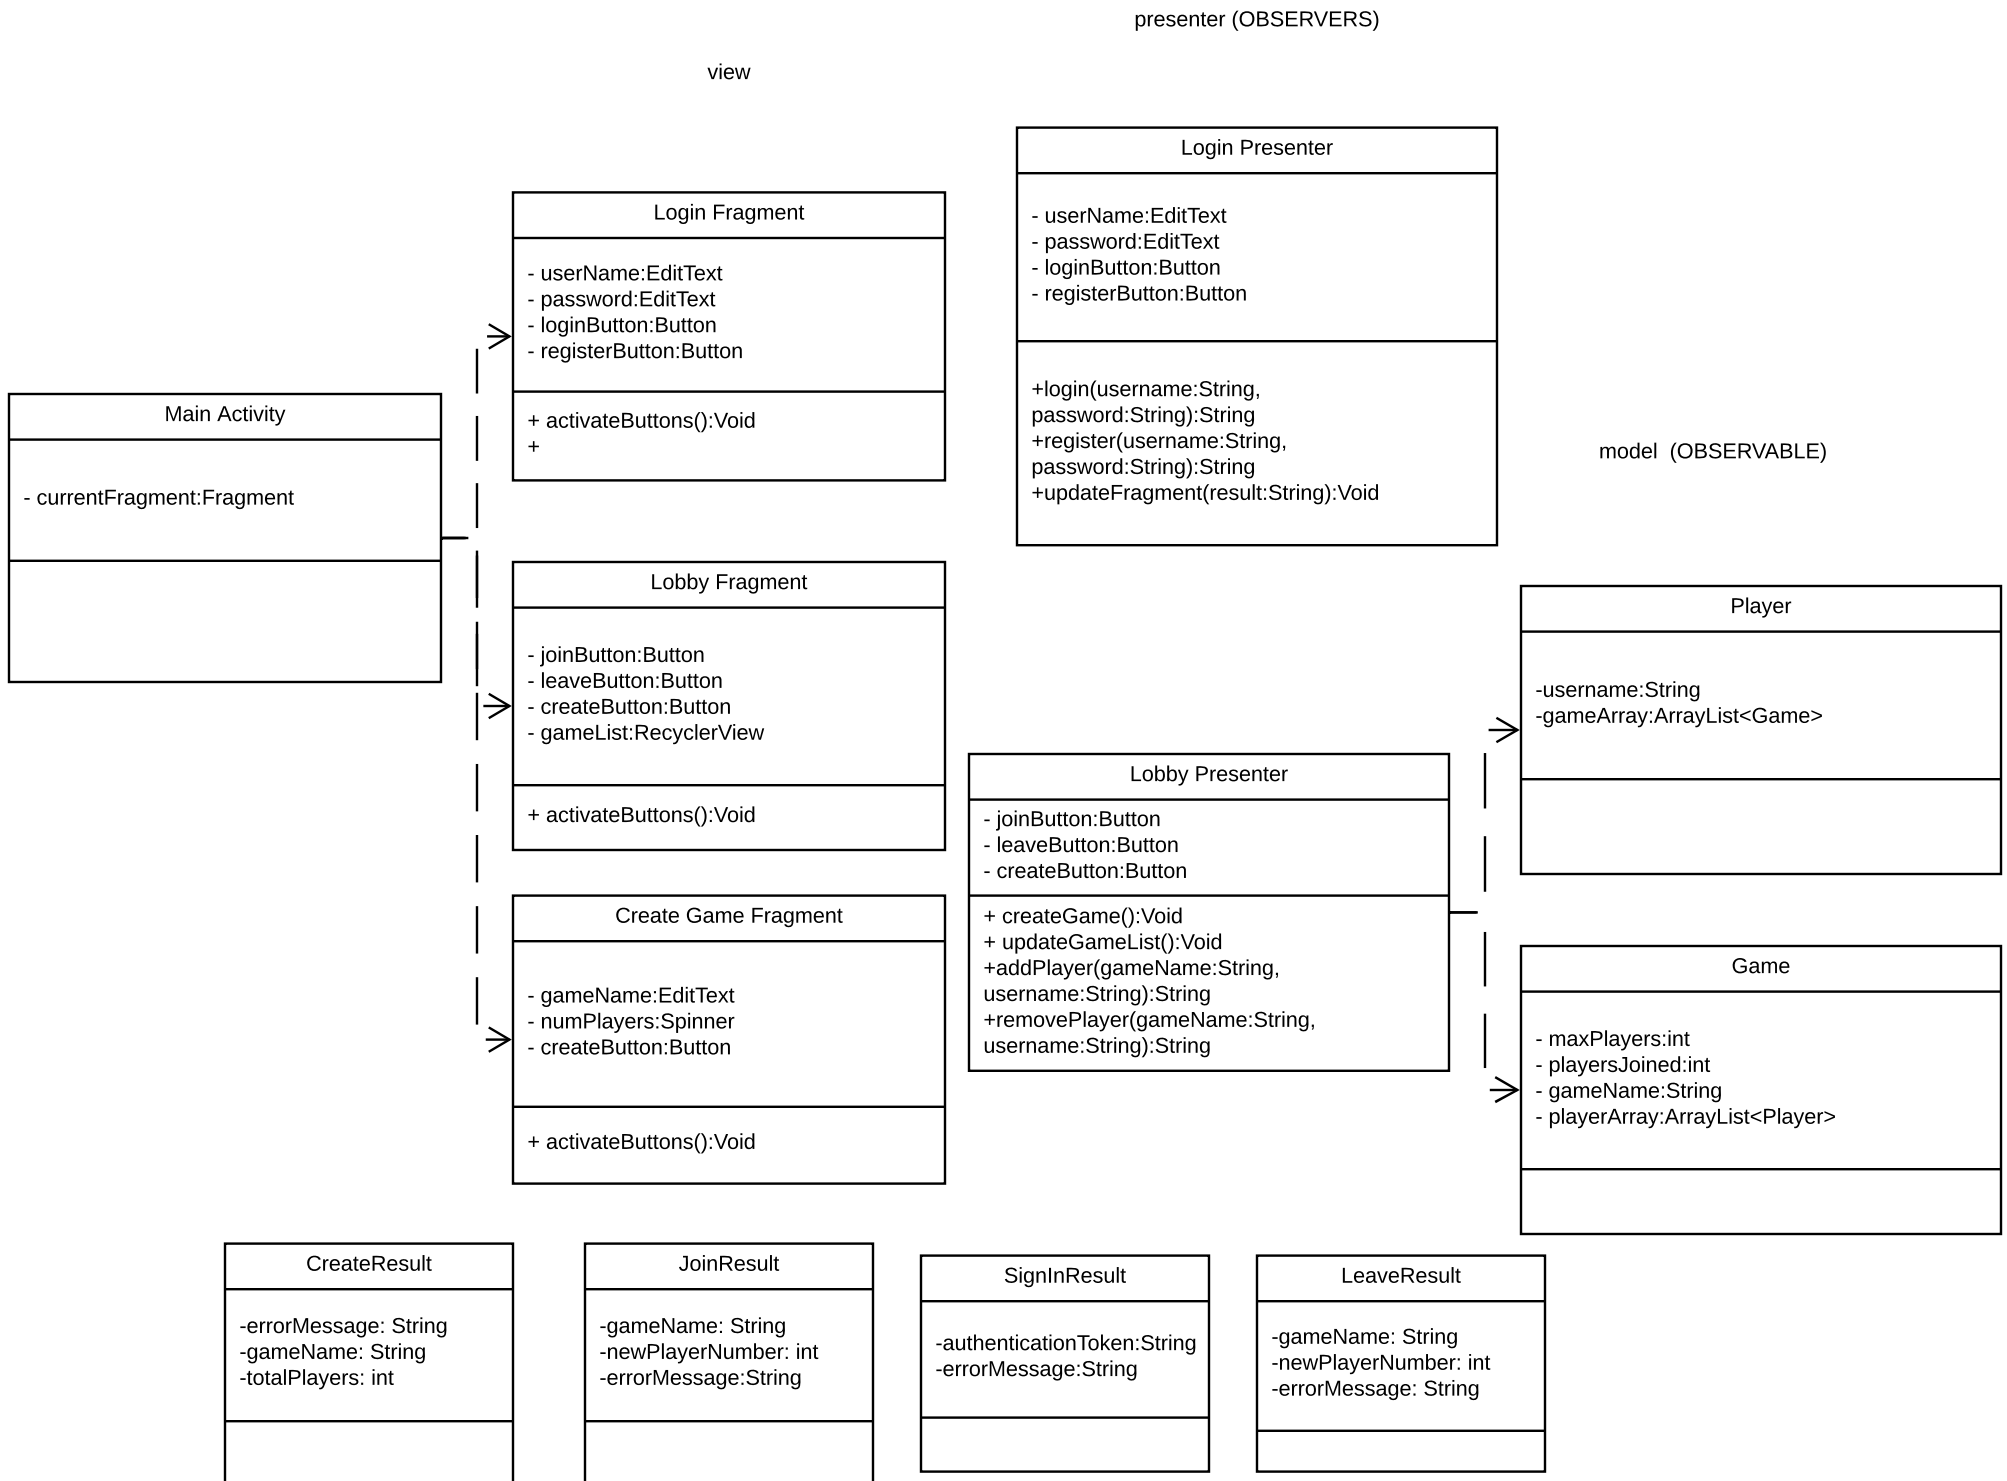 presenter (OBSERVERS)
view
Login Presenter
- userName:EditText
- password:EditText
- loginButton:Button
- registerButton:Button
+login(username:String,
password:String):String
+register(username:String,
password:String):String
+updateFragment(result:String):Void
Login Fragment
- userName:EditText
- password:EditText
- loginButton:Button
- registerButton:Button
+ activateButtons():Void
+
Main Activity
- currentFragment:Fragment
model  (OBSERVABLE)
Lobby Fragment
- joinButton:Button
- leaveButton:Button
- createButton:Button
- gameList:RecyclerView
+ activateButtons():Void
Player
-username:String
-gameArray:ArrayList<Game>
Lobby Presenter
- joinButton:Button
- leaveButton:Button
- createButton:Button
+ createGame():Void
+ updateGameList():Void
+addPlayer(gameName:String,
username:String):String
+removePlayer(gameName:String,
username:String):String
Create Game Fragment
- gameName:EditText
- numPlayers:Spinner
- createButton:Button
+ activateButtons():Void
Game
- maxPlayers:int
- playersJoined:int
- gameName:String
- playerArray:ArrayList<Player>
CreateResult
-errorMessage: String
-gameName: String
-totalPlayers: int
JoinResult
-gameName: String
-newPlayerNumber: int
-errorMessage:String
SignInResult
-authenticationToken:String
-errorMessage:String
LeaveResult
-gameName: String
-newPlayerNumber: int
-errorMessage: String